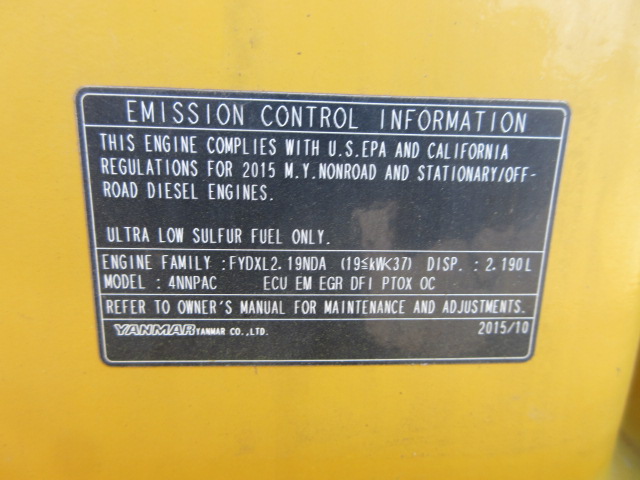 EMISSION CONTROL INFORMATION
THIS ENGINE COMPLIES WITH U.S.EPA AND CALIFORNIA
REGULATIONS FOR 2015 M.Y.NONROAD AND STATIONARY/OFF-
ROAD DIESEL ENGINES.
ULTRA LOW SULFUR FUEL ONLY.
ENGINE FAMILY :FYDXL2.19NDA (19≦kW<37) DISP. :2.190L
MODEL :4NNPAC ECU EM EGR DFI PTOX OC
REFER TO OWNER'S MANUAL FOR MAINTENANCE AND ADJUSTMENTS.
YANMAR YANMAR CO.,LTD. 2015/10